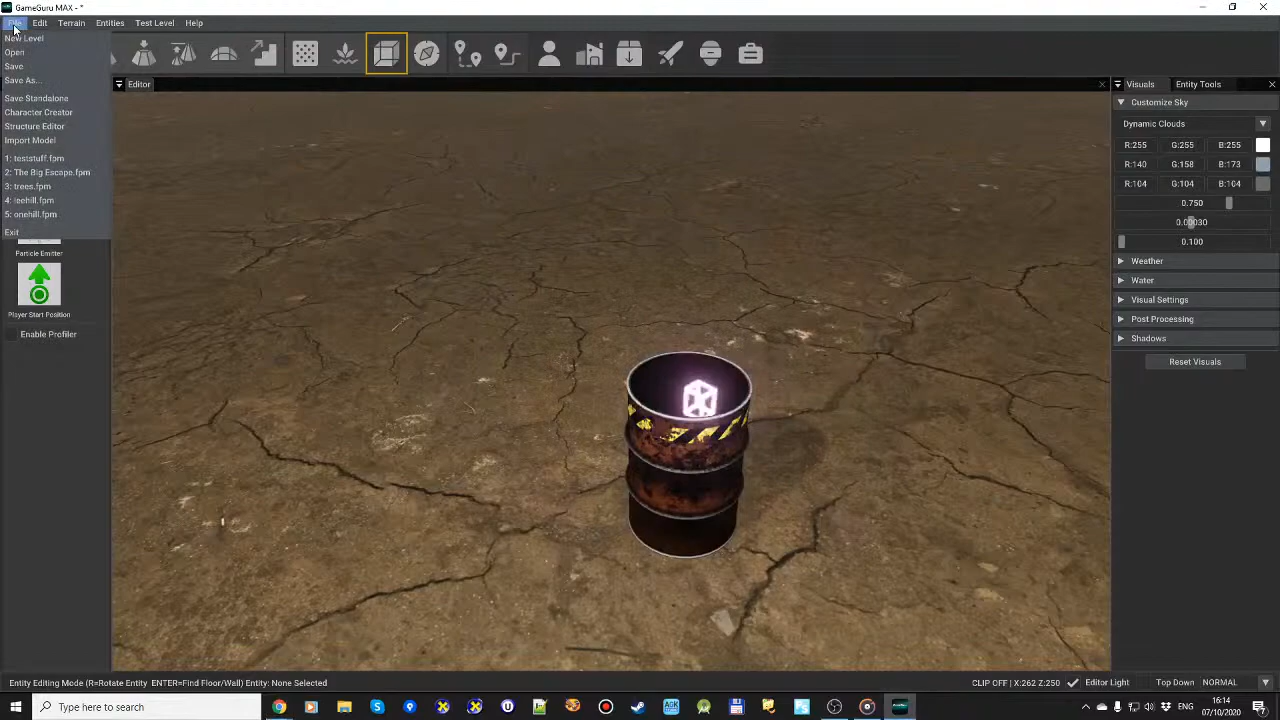 GameGuru MAX - *
File Edit Terrain Entities Test Level Help
New Level
Open
Save
Save As...
Save Standalone
Character Creator
Structure Editor
Import Model
1: teststuff.fpm
2: The Big Escape.fpm
3: trees.fpm
4: leehill.fpm
5: onehill.fpm
Exit
Particle Emitter
Player Start Position
Enable Profiler
Editor
Visuals Entity Tools
Customize Sky
Dynamic Clouds
R:255 G:255 B:255
R:140 G:158 B:173
R:104 G:104 B:104
0.750
0.00030
0.100
Weather
Water
Visual Settings
Post Processing
Shadows
Reset Visuals
Entity Editing Mode (R=Rotate Entity ENTER=Find Floor/Wall) Entity: None Selected
CLIP OFF | X:262 Z:250 Editor Light Top Down NORMAL
Type here to search
ENG
16:14
07/10/2020